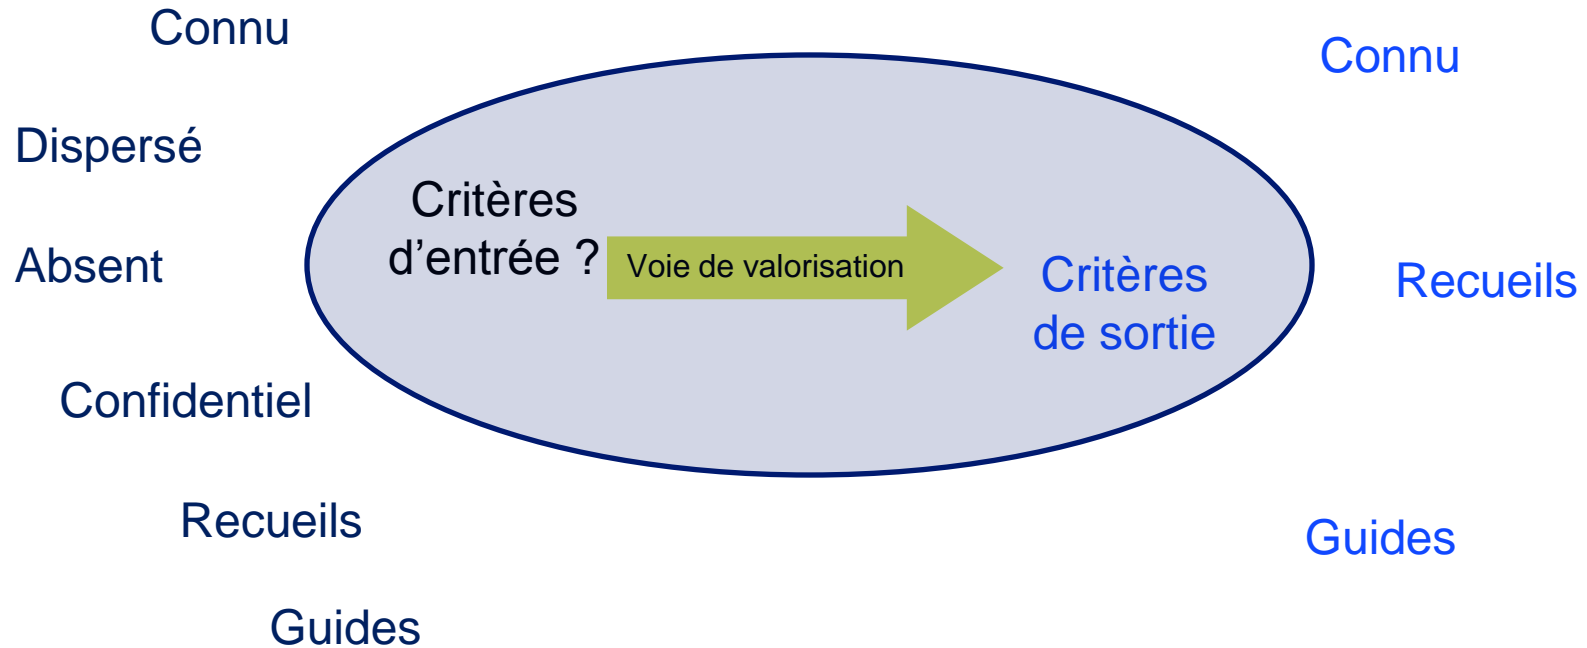 Connu
Dispersé
Absent
Confidentiel
Recueils
Guides
Critères
d’entrée ?
Voie de valorisation
Critères
de sortie
Connu
Recueils
Guides